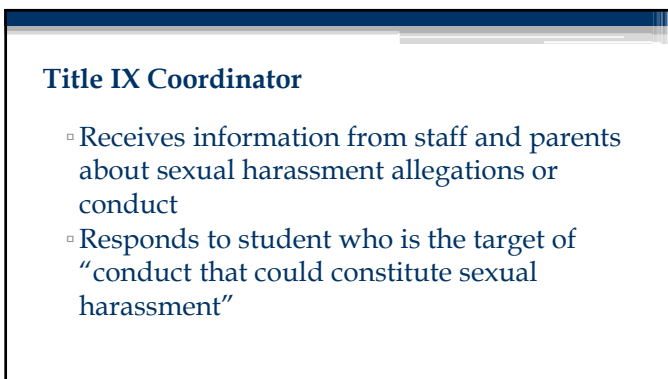 Title IX Coordinator
▫Receives information from staff and parents
about sexual harassment allegations or
conduct
▫Responds to student who is the target of
“conduct that could constitute sexual
harassment”